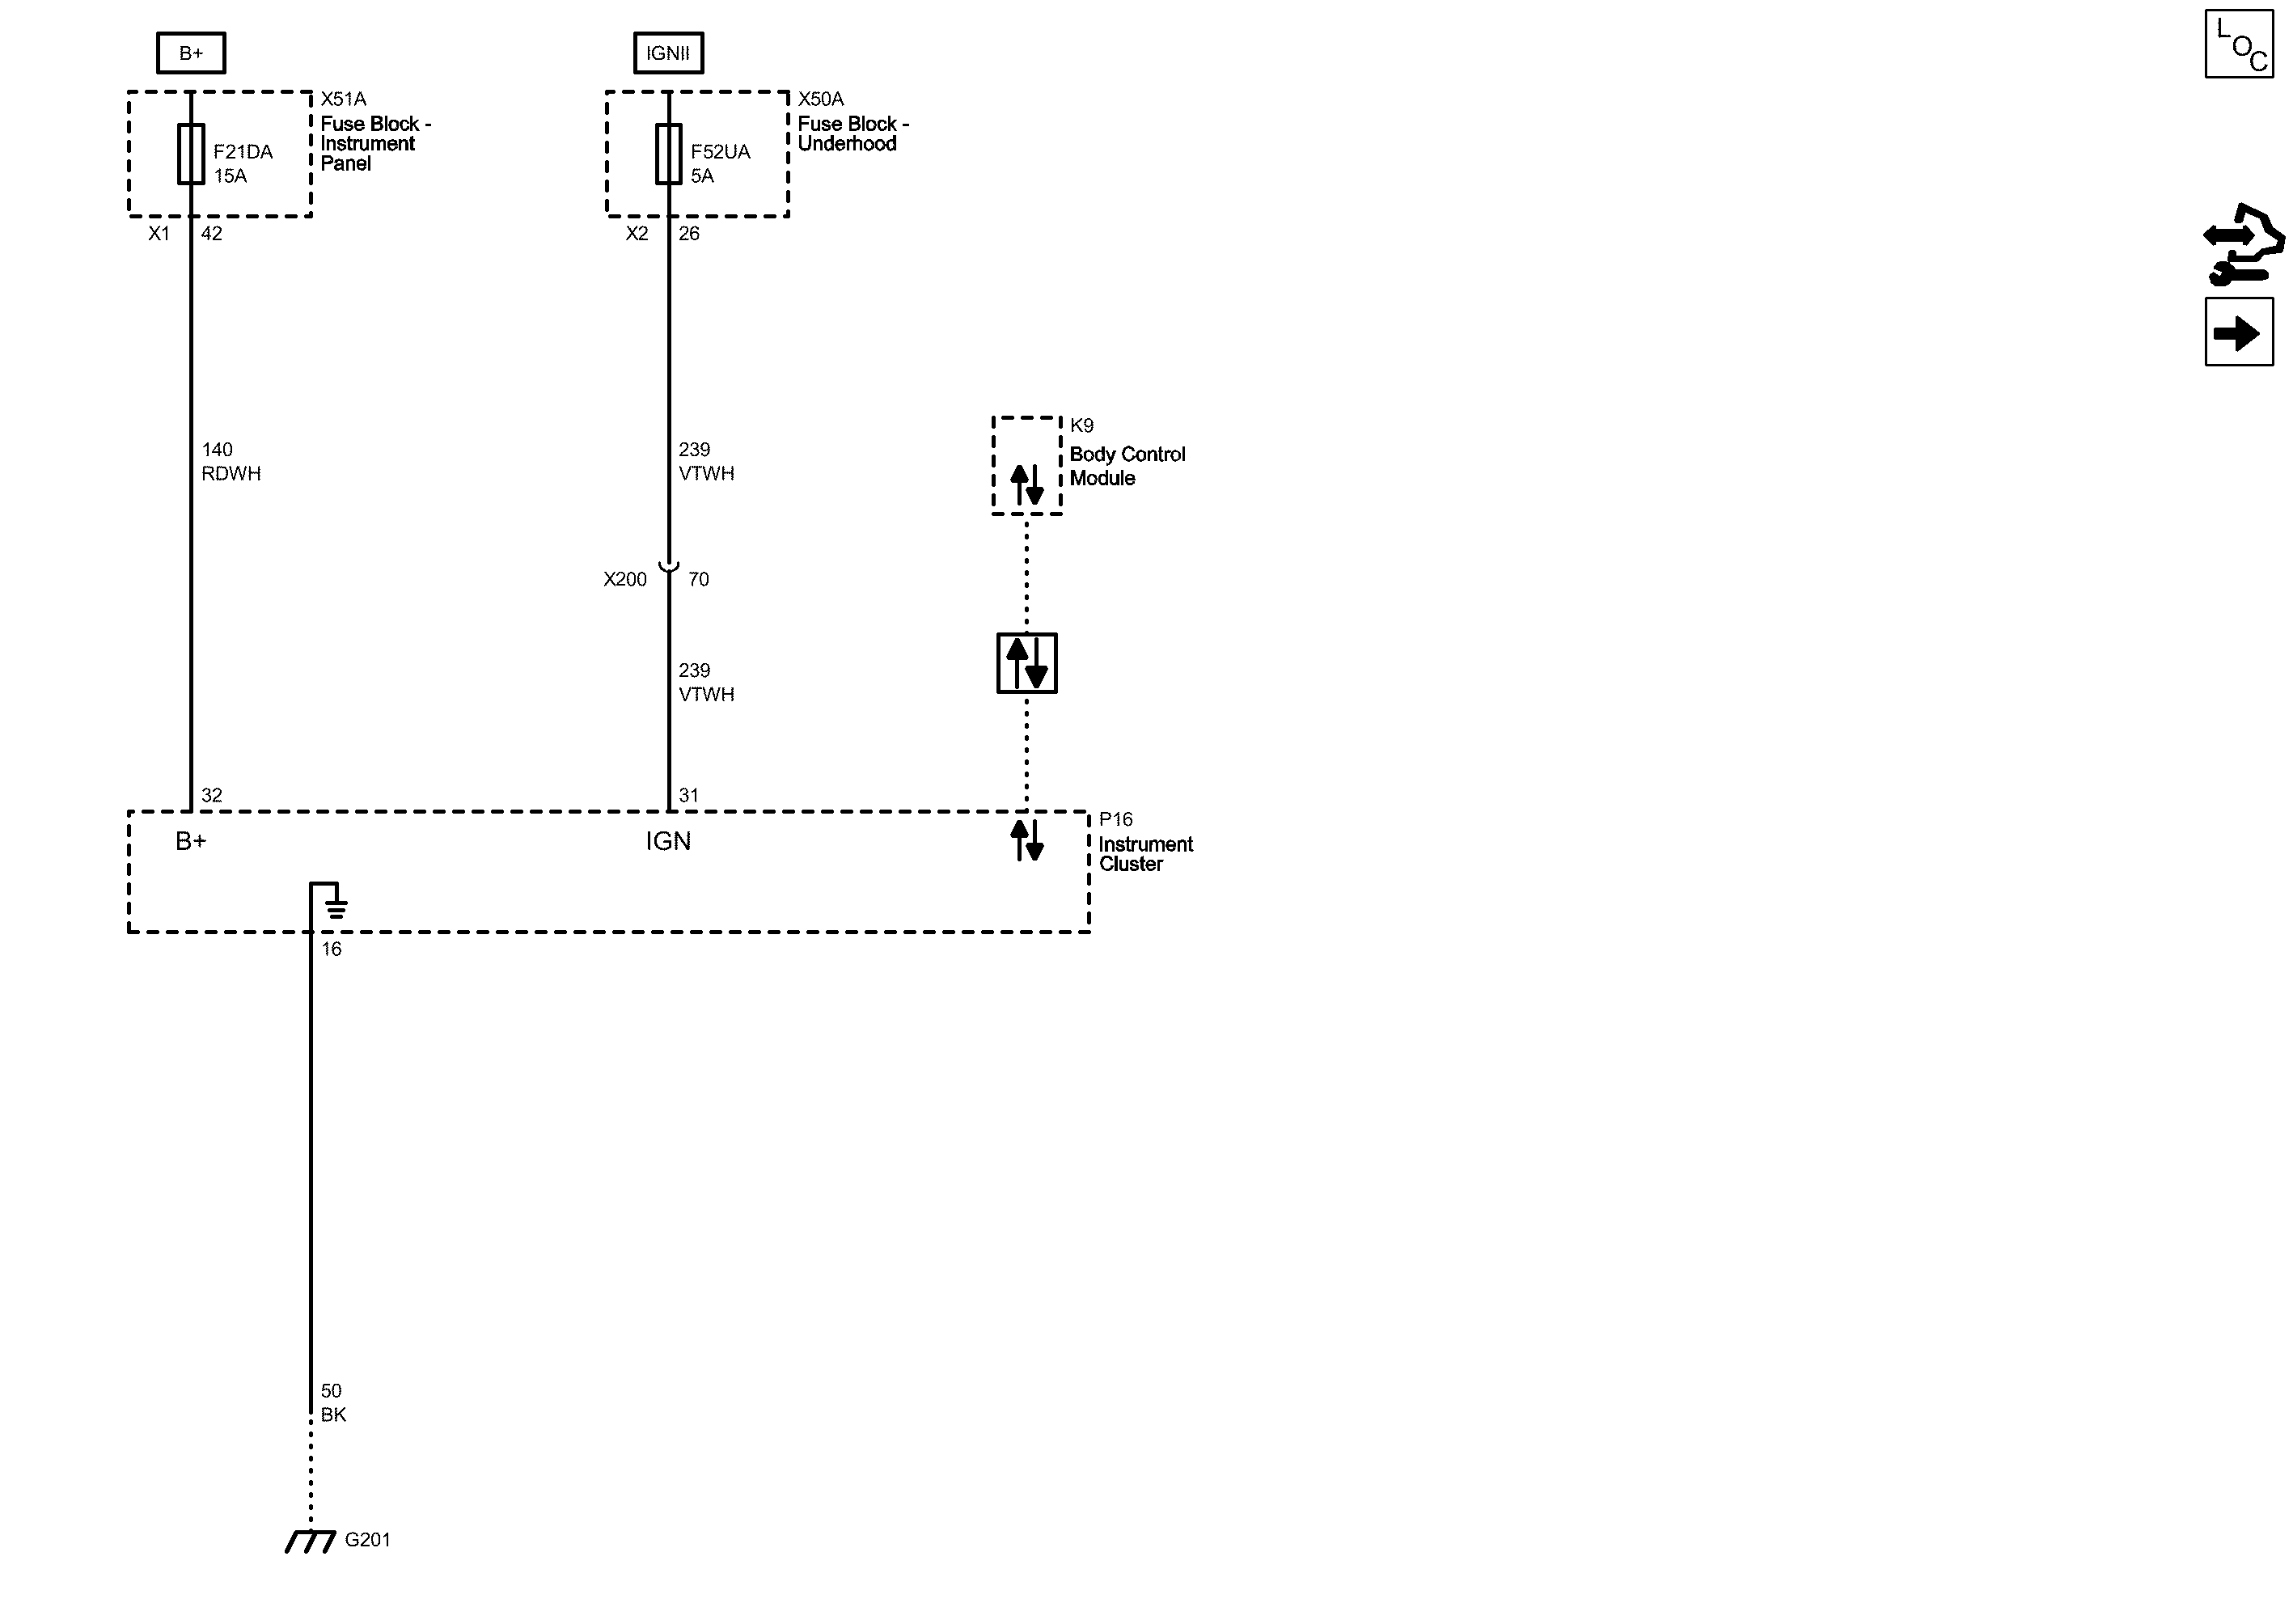 B+
IGNII
LOC
X51A
Fuse Block -
Instrument
Panel
F21DA
15A
X1 42
X50A
Fuse Block -
Underhood
F52UA
5A
X2 26
140
RDWH
239
VTWH
K9
Body Control
Module
X200 70
239
VTWH
32
31
B+
IGN
P16
Instrument
Cluster
16
50
BK
G201